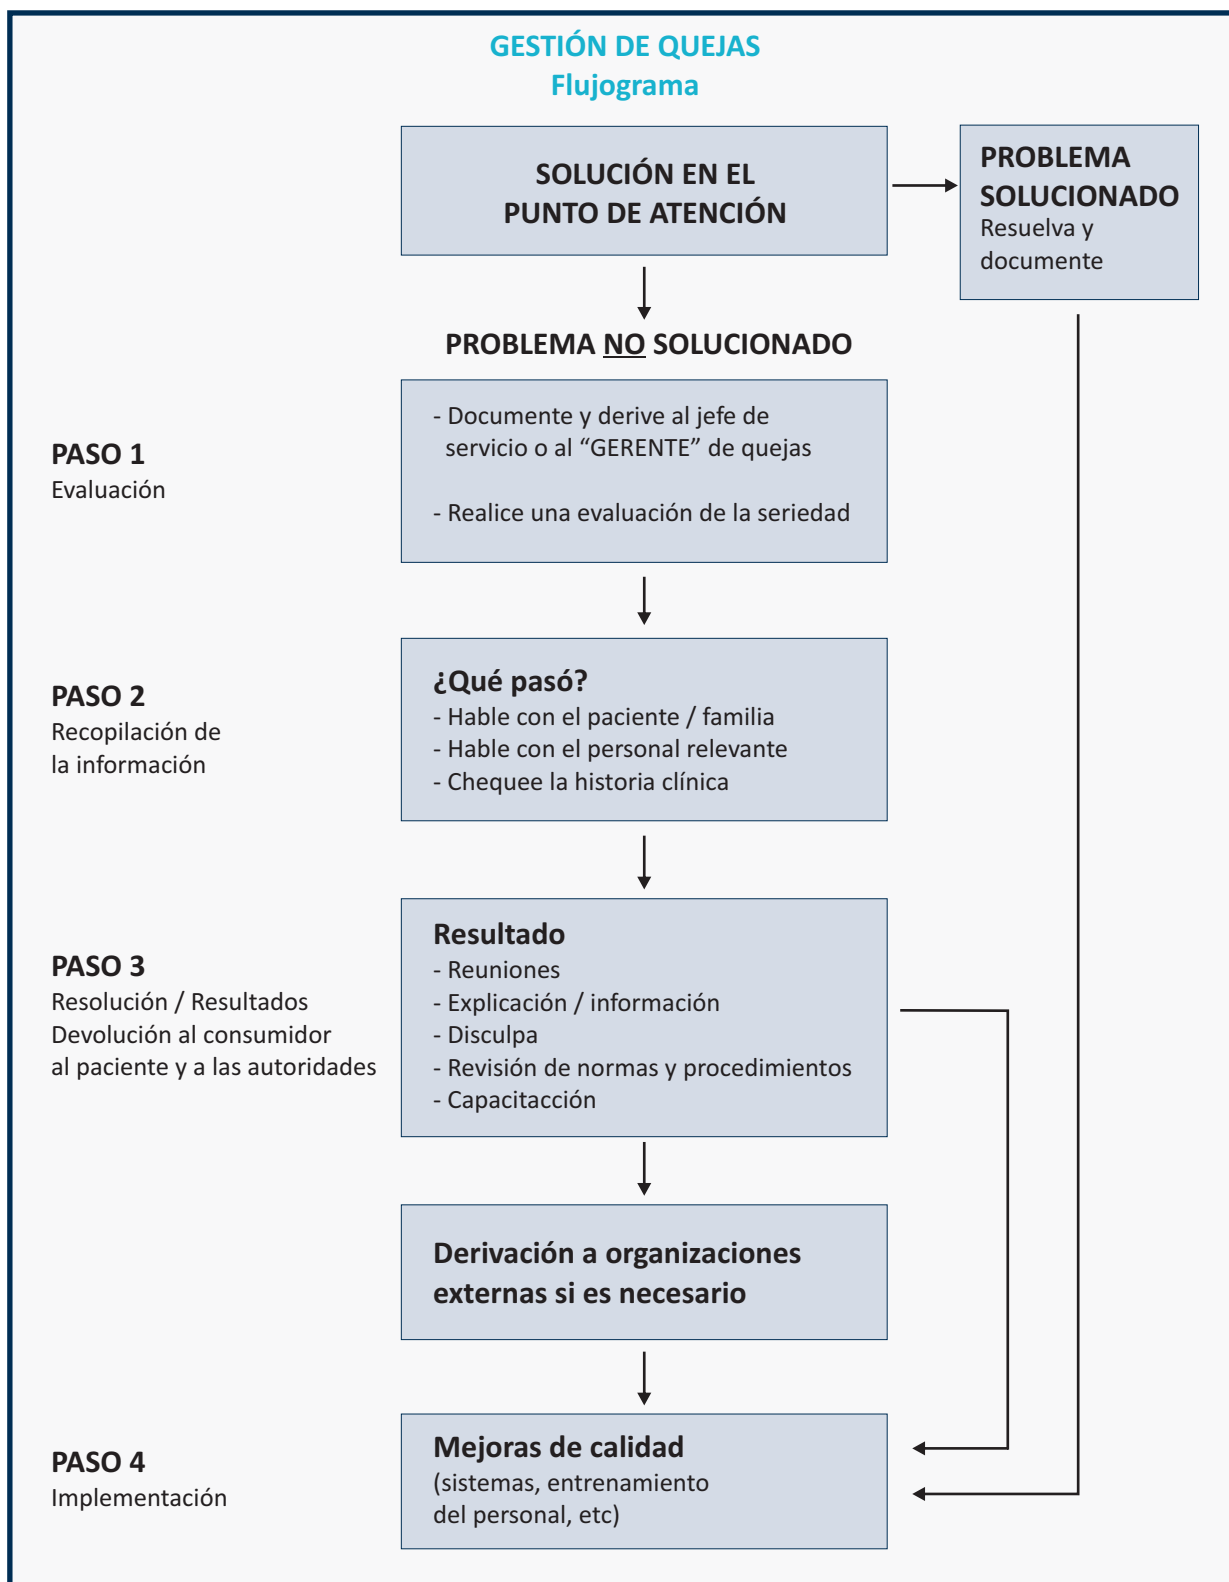 GESTIÓN DE QUEJAS
Flujograma
SOLUCIÓN EN EL
PUNTO DE ATENCIÓN
PROBLEMA
SOLUCIONADO
Resuelva y
documente
PROBLEMA NO SOLUCIONADO
PASO 1
Evaluación
- Documente y derive al jefe de
servicio o al “GERENTE” de quejas
- Realice una evaluación de la seriedad
PASO 2
Recopilación de
la información
¿Qué pasó?
- Hable con el paciente / familia
- Hable con el personal relevante
- Chequee la historia clínica
PASO 3
Resolución / Resultados
Devolución al consumidor
al paciente y a las autoridades
Resultado
- Reuniones
- Explicación / información
- Disculpa
- Revisión de normas y procedimientos
- Capacitacción
Derivación a organizaciones
externas si es necesario
PASO 4
Implementación
Mejoras de calidad
(sistemas, entrenamiento
del personal, etc)